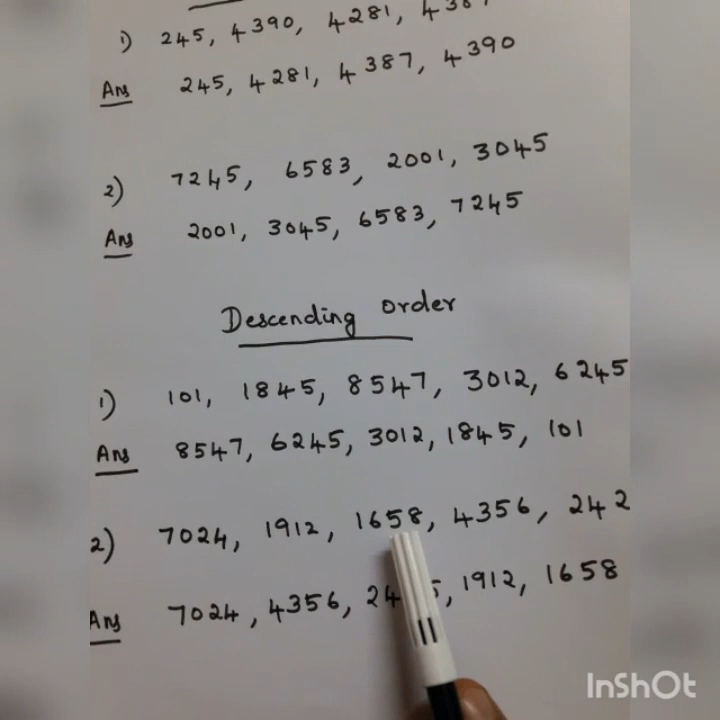 1) 245, 4390, 4281,
Ans 245, 4281, 4387, 4390
2) 7245, 6583, 2001, 3045
Ans 2001, 3045, 6583, 7245
Descending order
1) 101, 1845, 8547, 3012, 6245
Ans 8547, 6245, 3012, 1845, 101
2) 7024, 1912, 1658, 4356, 242
Ans 7024, 4356, 1912, 1658
InShOt